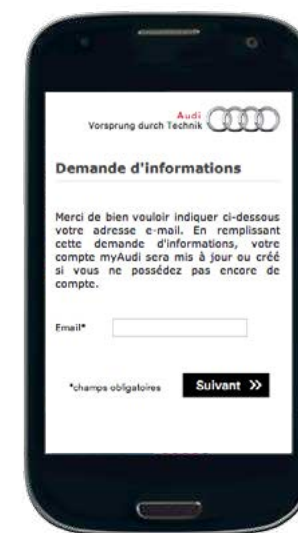 Audi
Vorsprung durch Technik
Demande d'informations
Merci de bien vouloir indiquer ci-dessous
votre adresse e-mail. En remplissant
cette demande d'informations, votre
compte myAudi sera mis à jour ou créé
si vous ne possédez pas encore de
compte.
Email*
*champs obligatoires
Suivant »